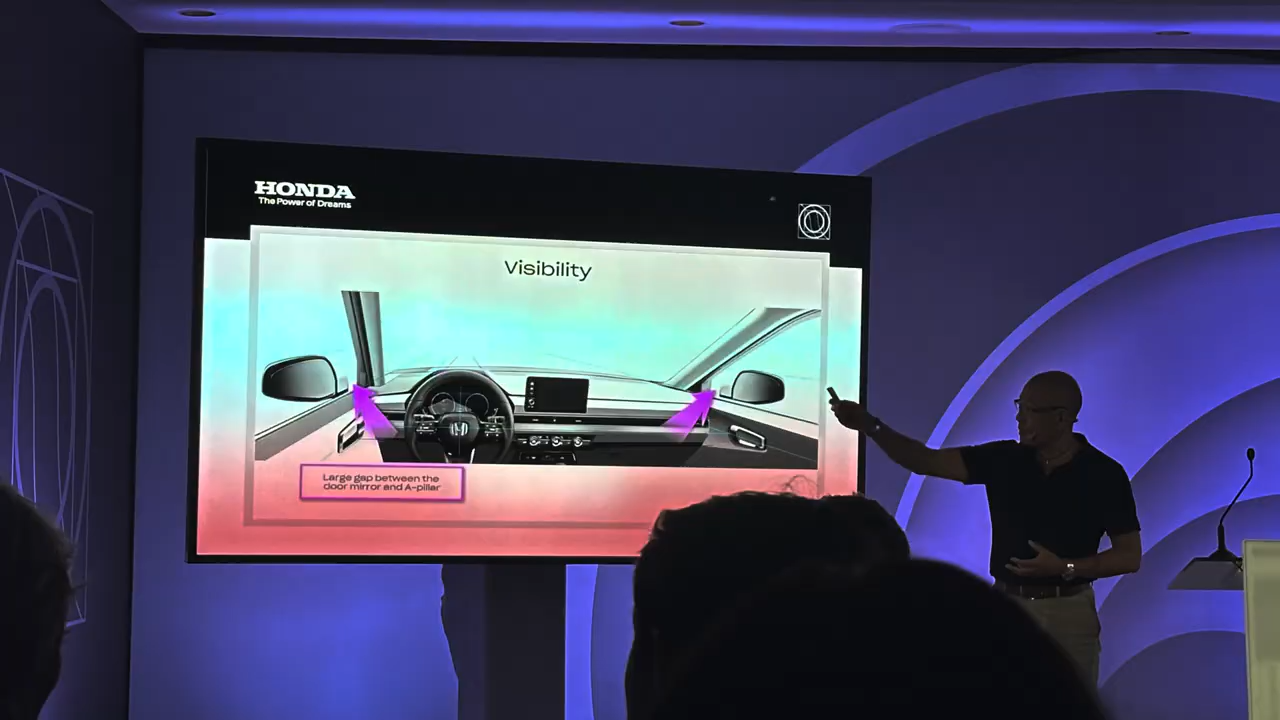 HONDA
The Power of Dreams
Visibility
Large gap between the
door mirror and A-pillar